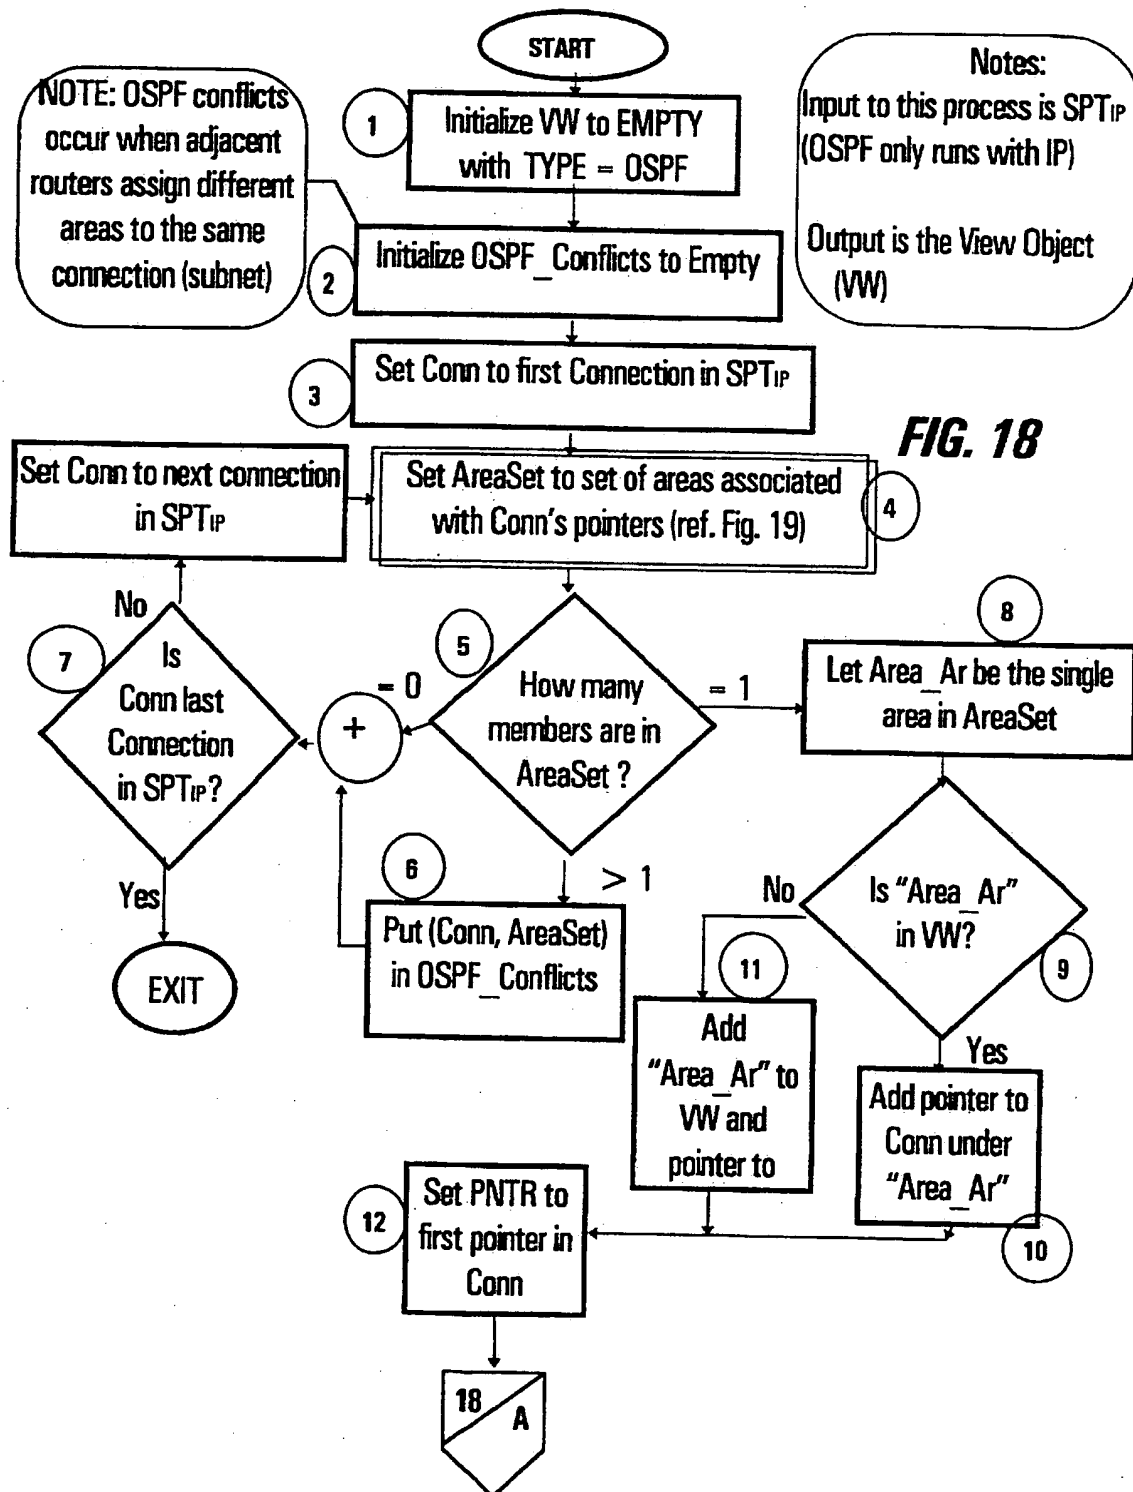 START
NOTE: OSPF conflicts
occur when adjacent
routers assign different
areas to the same
connection (subnet)
Notes:
Input to this process is SPTIP
(OSPF only runs with IP)
Output is the View Object
(VW)
1
Initialize VW to EMPTY
with TYPE = OSPF
2
Initialize OSPF_Conflicts to Empty
3
Set Conn to first Connection in SPTIP
FIG. 18
Set Conn to next connection
in SPTIP
Set AreaSet to set of areas associated
with Conn's pointers (ref. Fig. 19)
4
No
7
Is
Conn last
Connection
in SPTIP?
Yes
EXIT
= 0
+
5
How many
members are in
AreaSet ?
= 1
> 1
6
Put (Conn, AreaSet)
in OSPF_Conflicts
8
Let Area_Ar be the single
area in AreaSet
No
Is "Area_Ar"
in VW?
9
Yes
11
Add
"Area_Ar" to
VW and
pointer to
Add pointer to
Conn under
"Area_Ar"
10
12
Set PNTR to
first pointer in
Conn
18
A